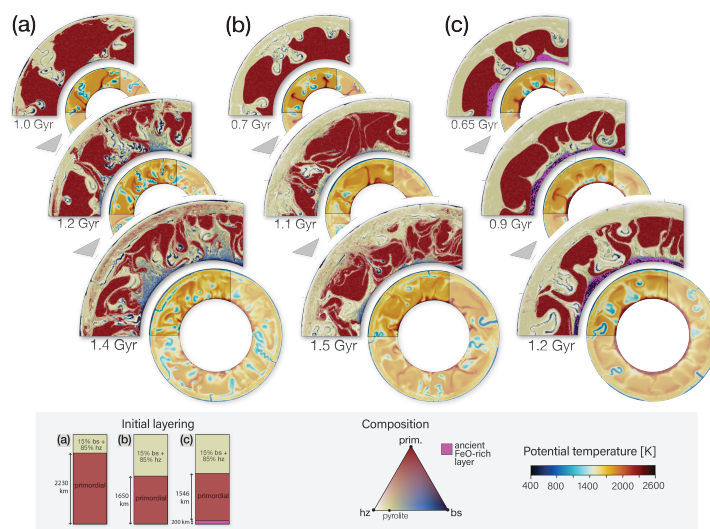 (a)
(b)
(c)
1.0 Gyr
0.7 Gyr
0.65 Gyr
1.2 Gyr
1.1 Gyr
0.9 Gyr
1.4 Gyr
1.5 Gyr
1.2 Gyr
Initial layering
(a)
(b)
(c)
15% bs +
85% hz
15% bs +
85% hz
15% bs +
85% hz
primordial
primordial
primordial
2230
km
1650
km
1546
km
200 km
Composition
prim.
hz
bs
pyrolite
ancient
FeO-rich
layer
Potential temperature [K]
400
800
1400
2000
2600